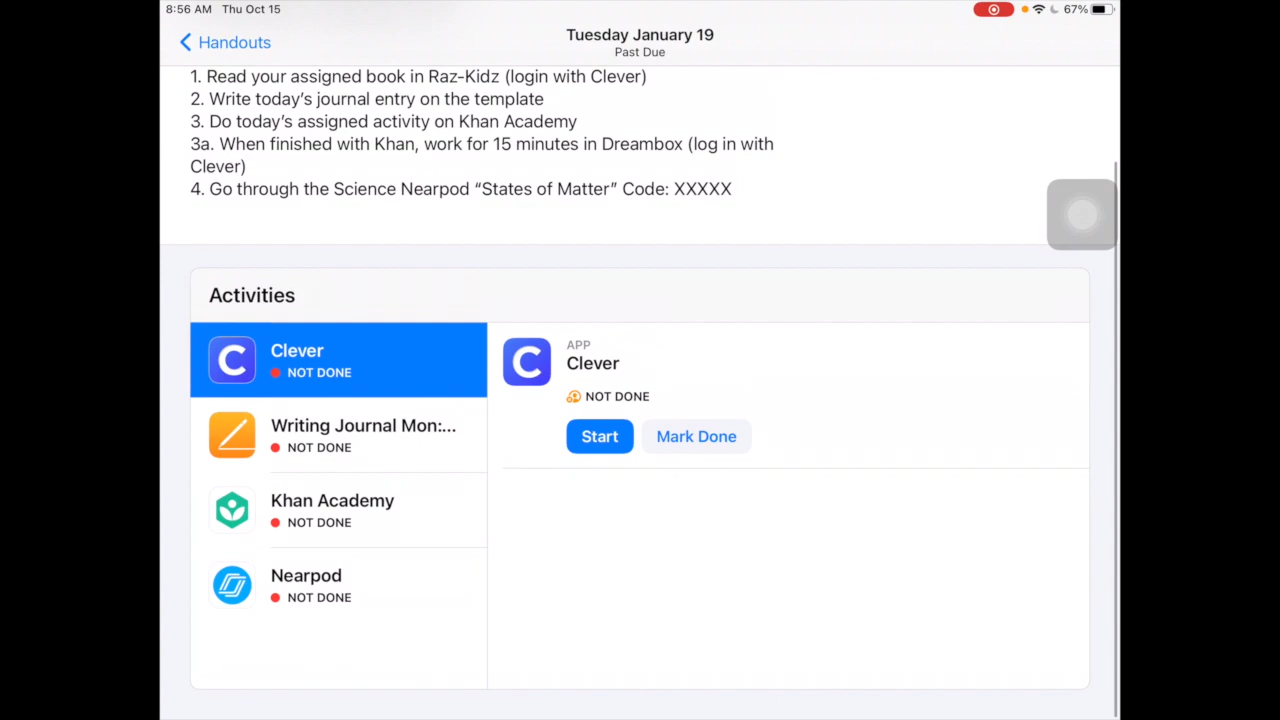 8:56 AM Thu Oct 15
67%
Handouts
Tuesday January 19
Past Due
1. Read your assigned book in Raz-Kidz (login with Clever)
2. Write today’s journal entry on the template
3. Do today’s assigned activity on Khan Academy
3a. When finished with Khan, work for 15 minutes in Dreambox (log in with
Clever)
4. Go through the Science Nearpod “States of Matter” Code: XXXXX
Activities
Clever
NOT DONE
Writing Journal Mon:...
NOT DONE
Khan Academy
NOT DONE
Nearpod
NOT DONE
APP
Clever
NOT DONE
Start
Mark Done